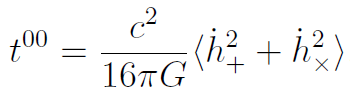 $t^{00} = \frac{c^2}{16\pi G} \langle \dot{h}_+^2 + \dot{h}_\times^2 \rangle$